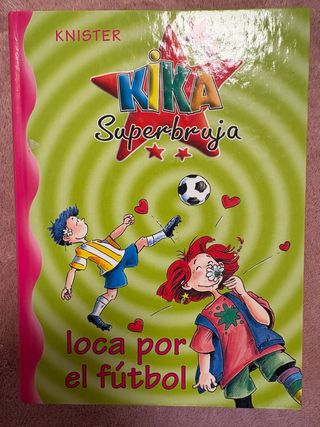 KNISTER
KIKA
Superbruja
loca por
el fútbol